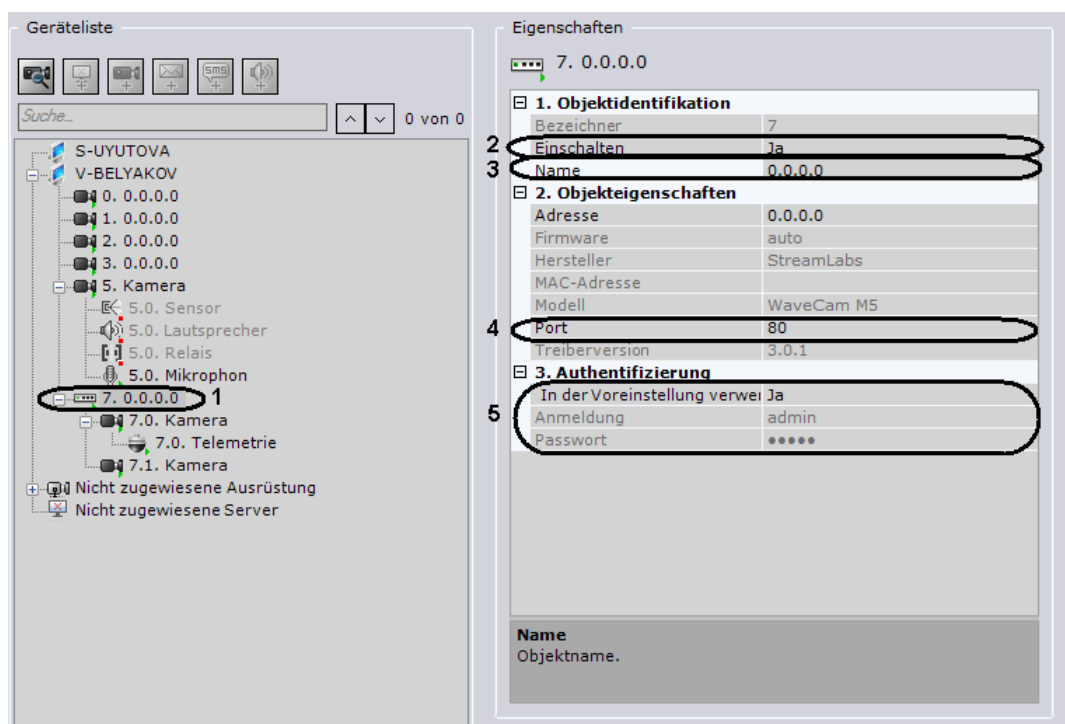 Geräteliste
sms
Suche...
0 von 0
S-UYUTOVA
V-BELYAKOV
0. 0.0.0.0
1. 0.0.0.0
2. 0.0.0.0
3. 0.0.0.0
5. Kamera
5.0. Sensor
5.0. Lautsprecher
5.0. Relais
5.0. Mikrophon
7. 0.0.0.0 1
7.0. Kamera
7.0. Telemetrie
7.1. Kamera
Nicht zugewiesene Ausrüstung
Nicht zugewiesene Server
Eigenschaften
7. 0.0.0.0
1. Objektidentifikation
Bezeichner 7
2 Einschalten Ja
3 Name 0.0.0.0
2. Objekteigenschaften
Adresse 0.0.0.0
Firmware auto
Hersteller StreamLabs
MAC-Adresse
Modell WaveCam M5
4 Port 80
Treiberversion 3.0.1
3. Authentifizierung
In der Voreinstellung verwei Ja
5 Anmeldung admin
Passwort •••••
Name
Objektname.